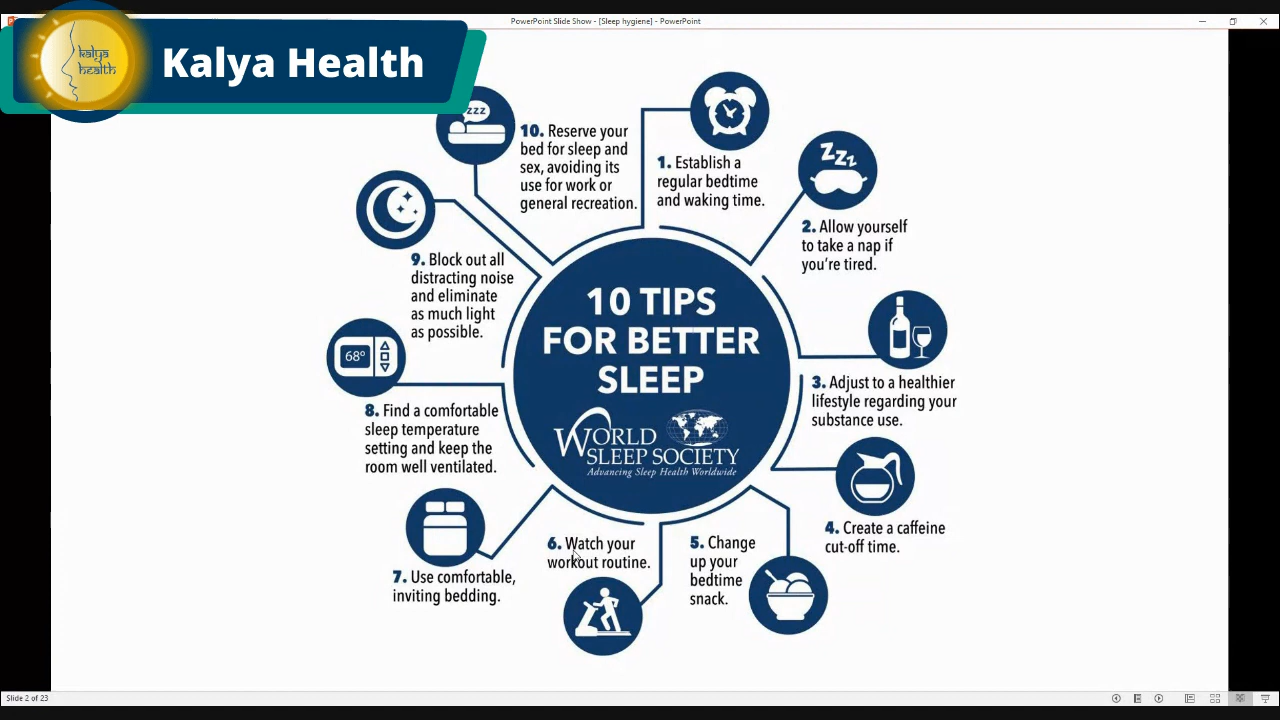 PowerPoint Slide Show - [Sleep hygiene] - PowerPoint
kalya
health
Kalya Health
zzz
10. Reserve your
bed for sleep and
sex, avoiding its
use for work or
general recreation.
1. Establish a
regular bedtime
and waking time.
ZZZ
2. Allow yourself
to take a nap if
you're tired.
9. Block out all
distracting noise
and eliminate
as much light
as possible.
10 TIPS
FOR BETTER
SLEEP
WORLD
SLEEP SOCIETY
Advancing Sleep Health Worldwide
3. Adjust to a healthier
lifestyle regarding your
substance use.
68°
8. Find a comfortable
sleep temperature
setting and keep the
room well ventilated.
4. Create a caffeine
cut-off time.
5. Change
up your
bedtime
snack.
6. Watch your
workout routine.
7. Use comfortable,
inviting bedding.
Slide 2 of 23